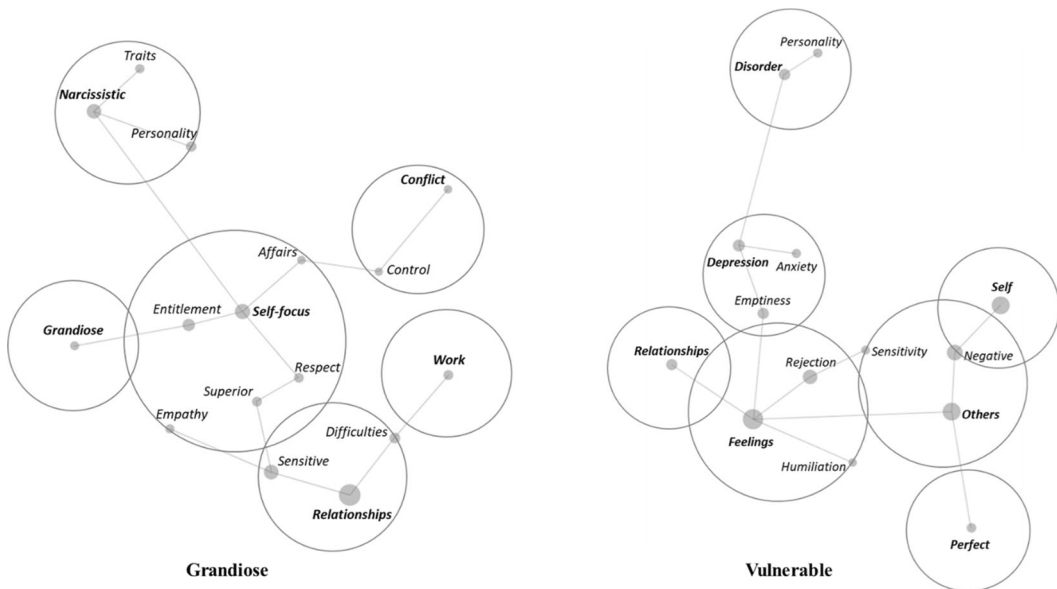 Traits
Narcissistic
Personality
Conflict
Affairs
Control
Entitlement
Self-focus
Grandiose
Respect
Work
Superior
Empathy
Difficulties
Sensitive
Relationships
Grandiose
Personality
Disorder
Depression
Anxiety
Self
Emptiness
Relationships
Rejection
Sensitivity
Negative
Others
Feelings
Humiliation
Perfect
Vulnerable